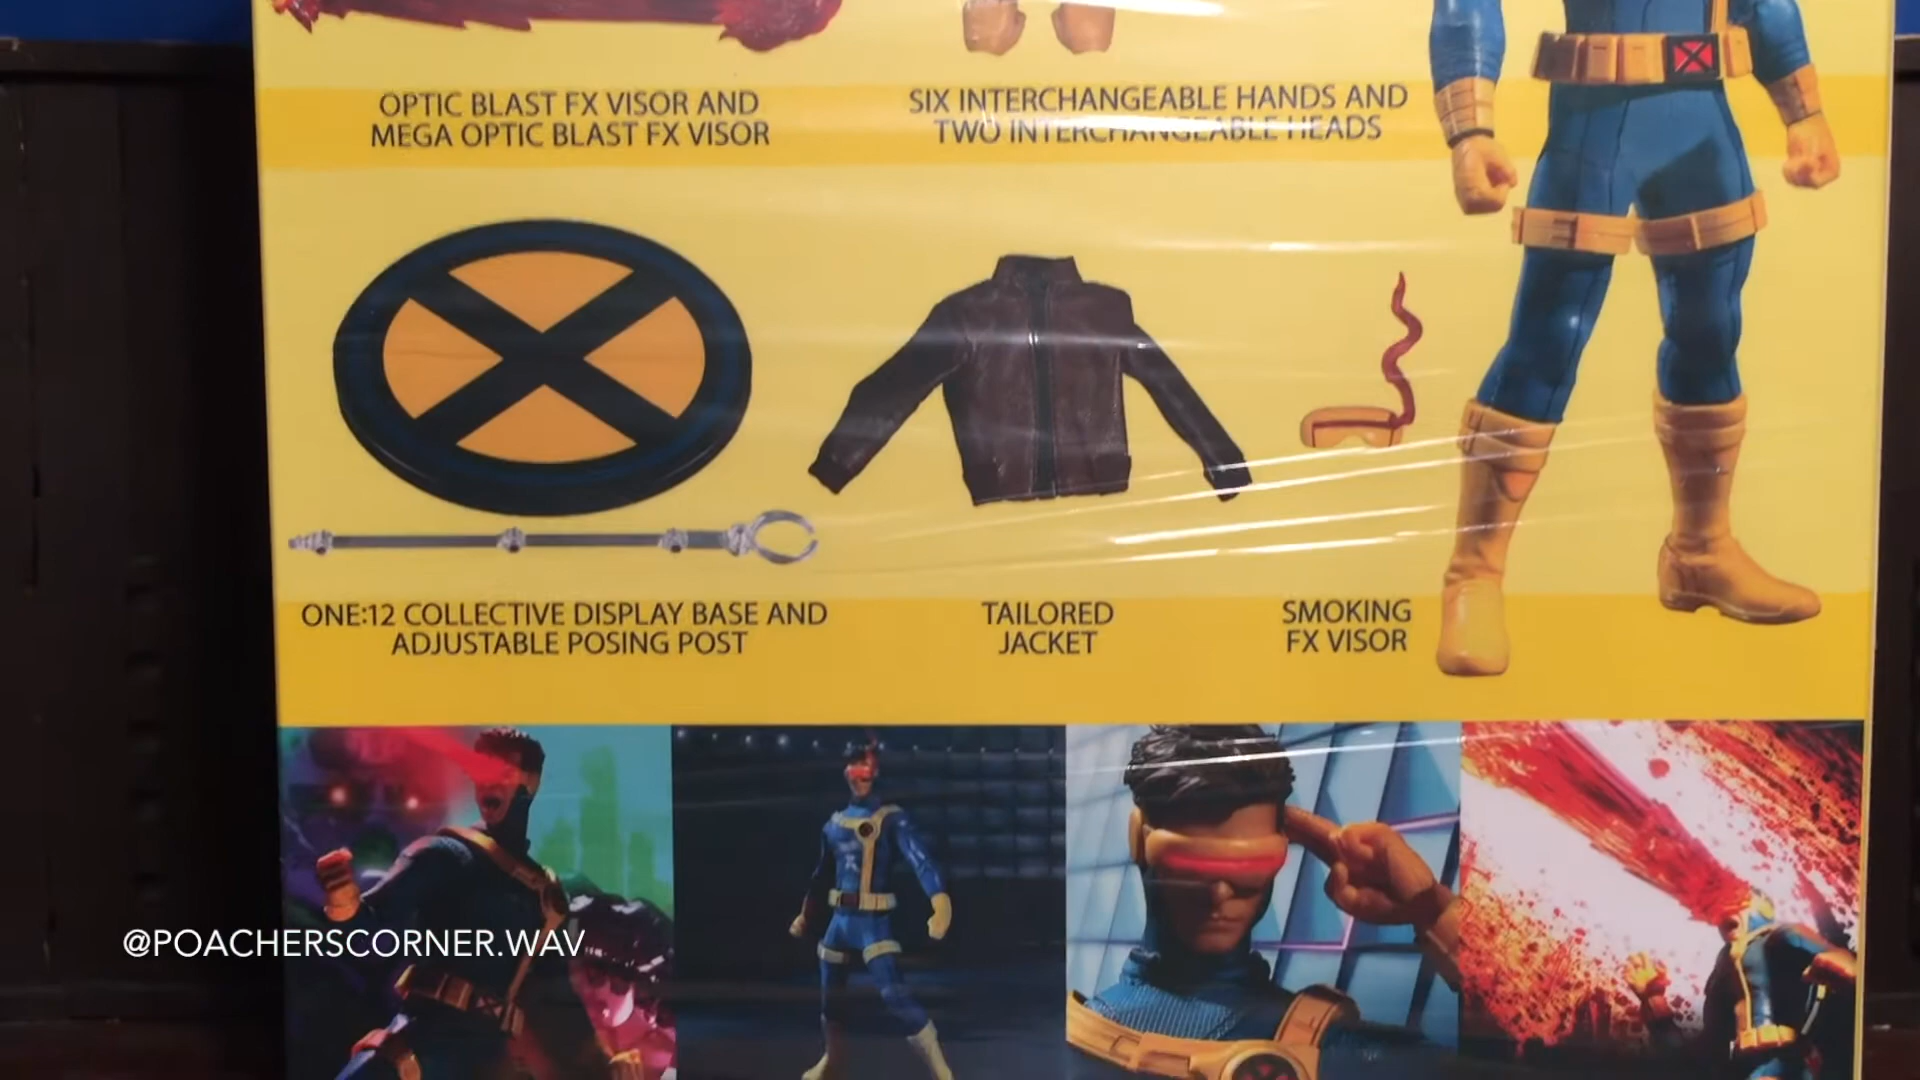 OPTIC BLAST FX VISOR AND
MEGA OPTIC BLAST FX VISOR
SIX INTERCHANGEABLE HANDS AND
TWO INTERCHANGEABLE HEADS
ONE:12 COLLECTIVE DISPLAY BASE AND
ADJUSTABLE POSING POST
TAILORED
JACKET
SMOKING
FX VISOR
@POACHERSCORNER.WAV